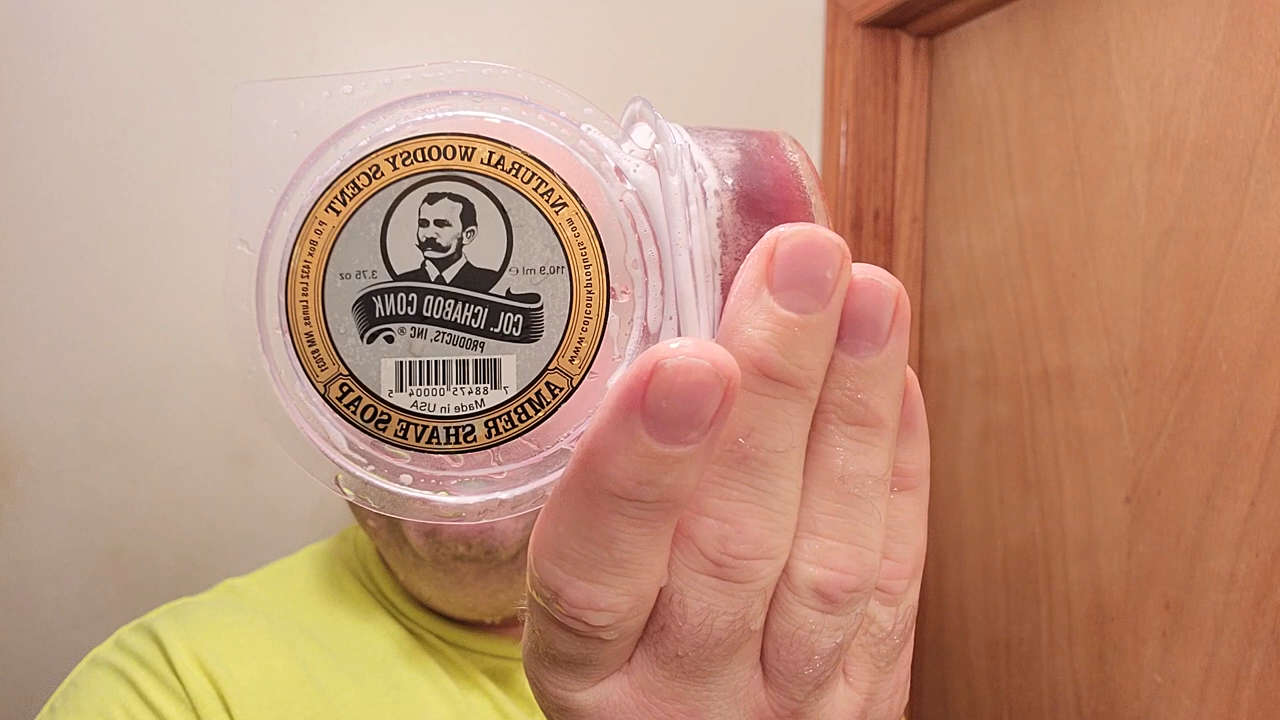 NATURAL WOODSY SCENT
P.O. Box 1432 Los Lunas, NM 87031
www.colconkproducts.com
3.75 oz
110.9 ml ℮
COL. ICHABOD CONK
PRODUCTS, INC ®
7 88475 00004 5
Made in USA
AMBER SHAVE SOAP